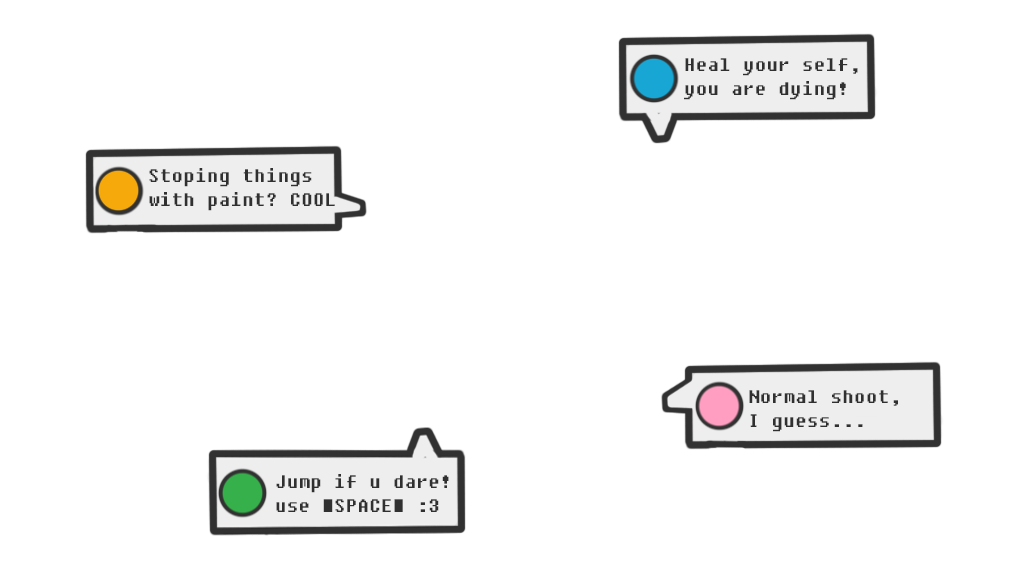 Heal your self,
you are dying!
Stoping things
with paint? COOL
Normal shoot,
I guess...
Jump if u dare!
use ∎SPACE∎ :3